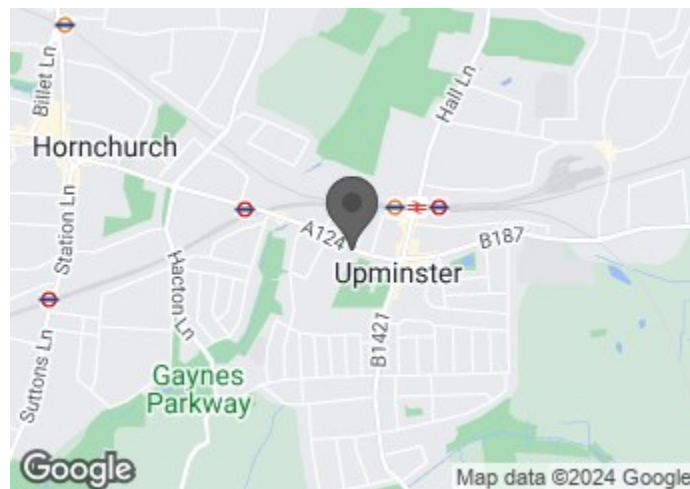 Billet Ln
Hall Ln
Hornchurch
Station Ln
A124
B187
Upminster
Hacton Ln
B1421
Suttons Ln
Gaynes
Parkway
Google
Map data ©2024 Google